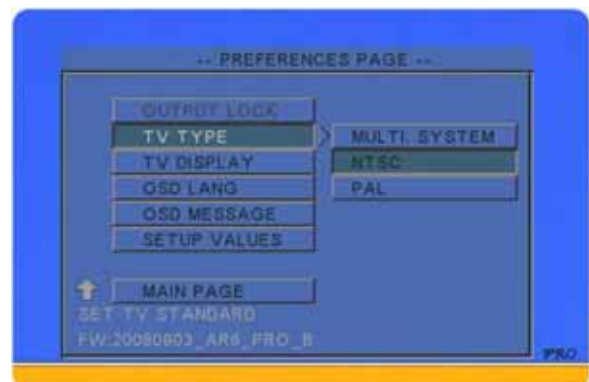 -- PREFERENCES PAGE --
OUTPUT LOCK
TV TYPE
MULTI. SYSTEM
TV DISPLAY
NTSC
OSD LANG
PAL
OSD MESSAGE
SETUP VALUES
MAIN PAGE
SET TV STANDARD
FW:20080903_AR6_PRO_B
PRO